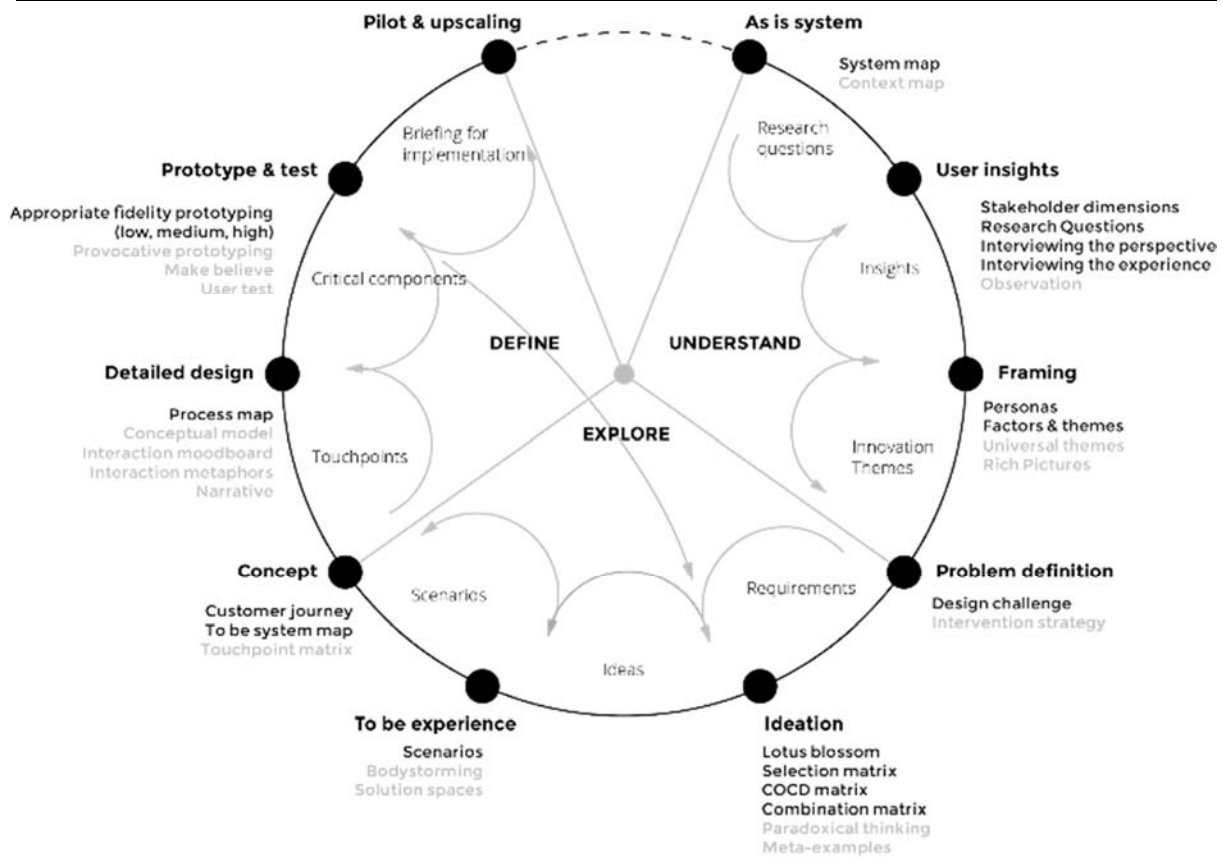 Pilot & upscaling
As is system
System map
Context map
Research
questions
User insights
Stakeholder dimensions
Research Questions
Interviewing the perspective
Interviewing the experience
Observation
Insights
Framing
Personas
Factors & themes
Universal themes
Rich Pictures
Innovation
Themes
Problem definition
Design challenge
Intervention strategy
Requirements
Ideation
Lotus blossom
Selection matrix
COCD matrix
Combination matrix
Paradoxical thinking
Meta-examples
Ideas
To be experience
Scenarios
Bodystorming
Solution spaces
Scenarios
Concept
Customer journey
To be system map
Touchpoint matrix
Touchpoints
Detailed design
Process map
Conceptual model
Interaction moodboard
Interaction metaphors
Narrative
Critical components
Prototype & test
Appropriate fidelity prototyping
(low, medium, high)
Provocative prototyping
Make believe
User test
Briefing for
implementation
DEFINE
UNDERSTAND
EXPLORE